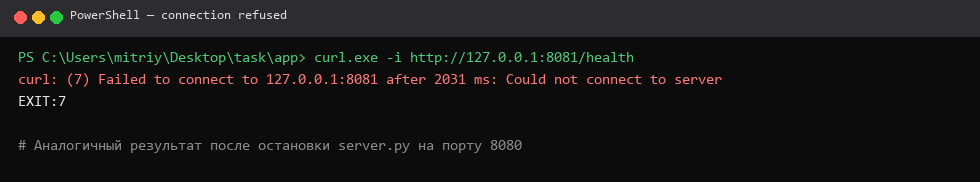 PowerShell — connection refused
PS C:\Users\mitriy\Desktop\task\app> curl.exe -i http://127.0.0.1:8081/health
curl: (7) Failed to connect to 127.0.0.1:8081 after 2031 ms: Could not connect to server
EXIT:7
# Аналогичный результат после остановки server.py на порту 8080